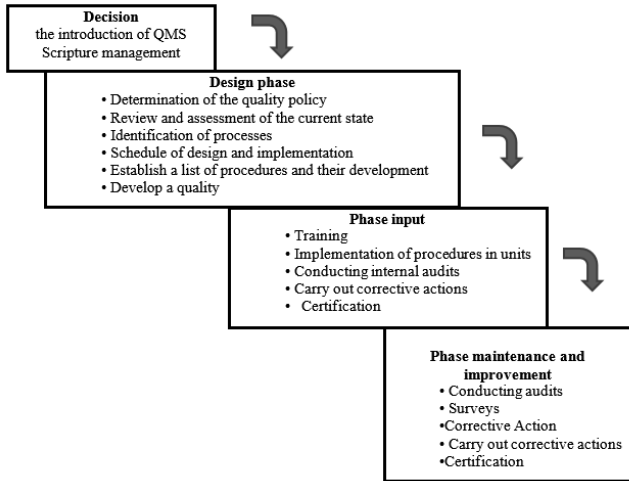 Decision
the introduction of QMS
Scripture management
Design phase
• Determination of the quality policy
• Review and assessment of the current state
• Identification of processes
• Schedule of design and implementation
• Establish a list of procedures and their development
• Develop a quality
Phase input
• Training
• Implementation of procedures in units
• Conducting internal audits
• Carry out corrective actions
• Certification
Phase maintenance and
improvement
• Conducting audits
• Surveys
•Corrective Action
• Carry out corrective actions
•Certification